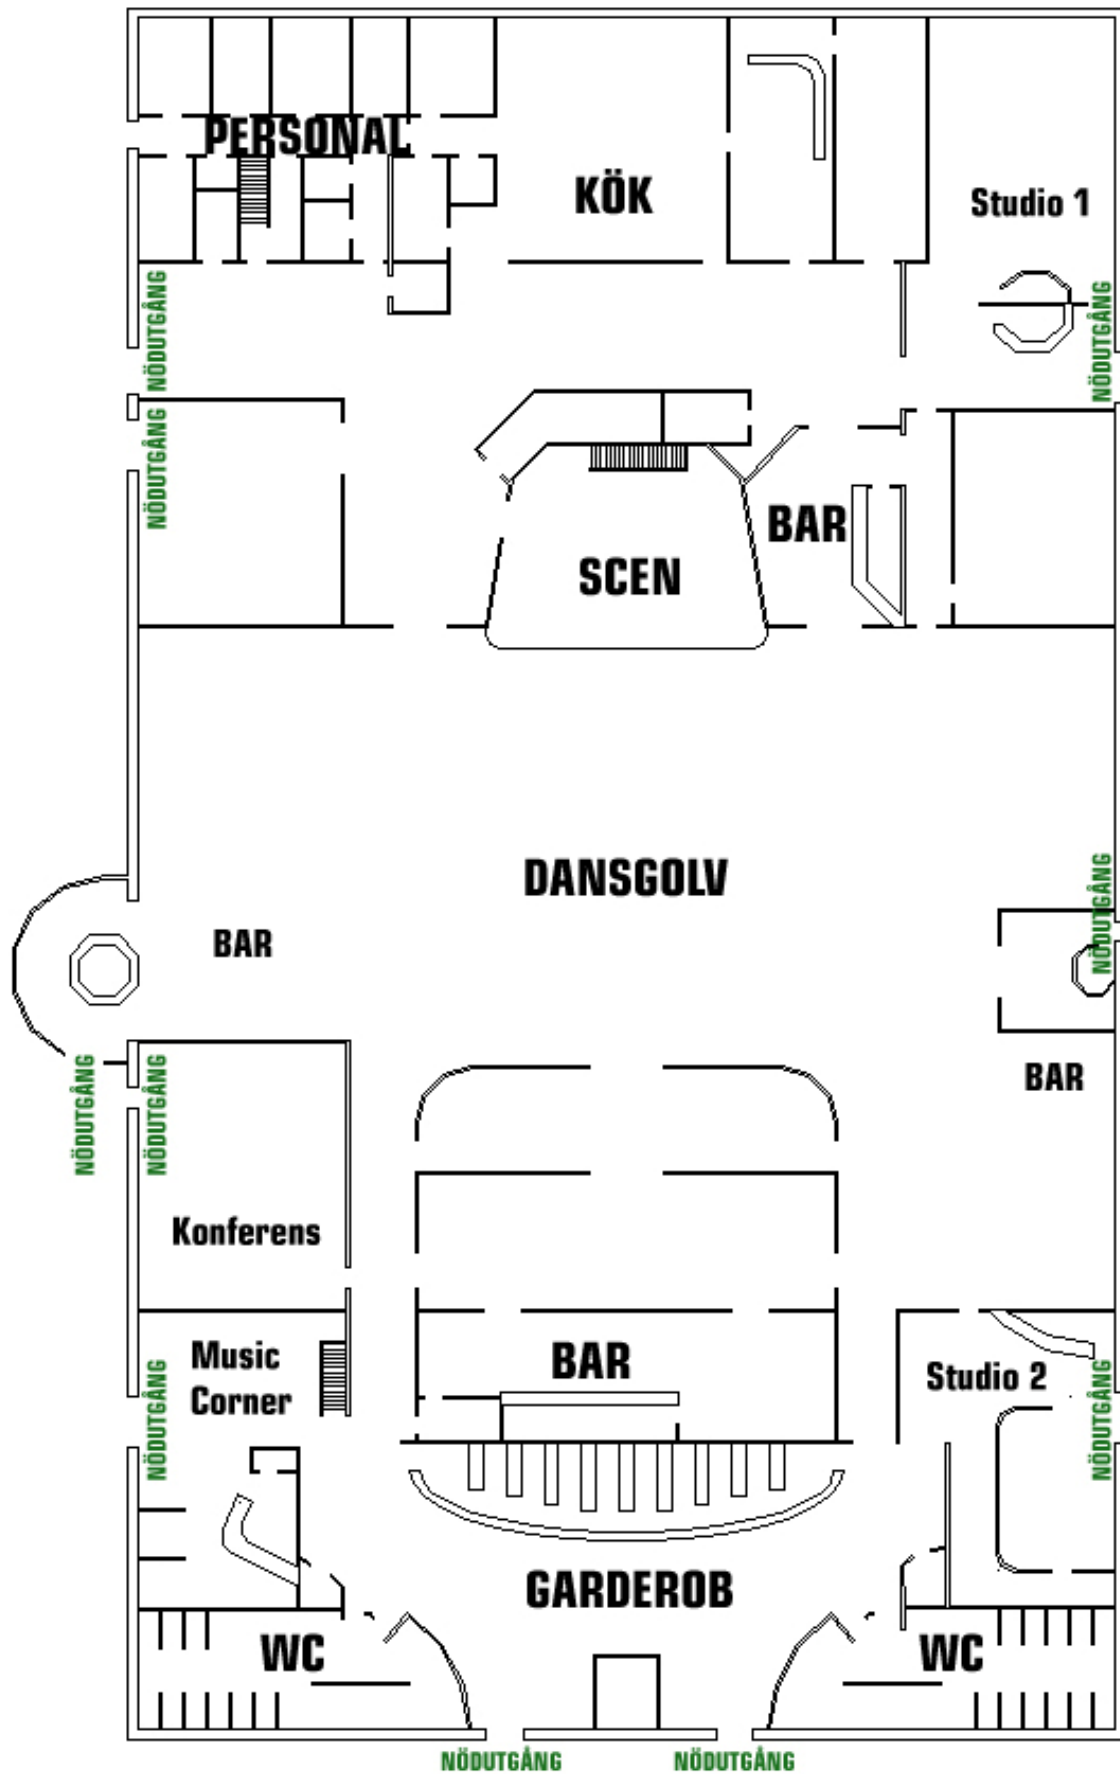 PERSONAL
KÖK
Studio 1
NÖDUTGÅNG
NÖDUTGÅNG
NÖDUTGÅNG
BAR
SCEN
DANSGOLV
NÖDUTGÅNG
BAR
BAR
NÖDUTGÅNG
NÖDUTGÅNG
Konferens
Music
Corner
BAR
Studio 2
NÖDUTGÅNG
NÖDUTGÅNG
GARDEROB
WC
WC
NÖDUTGÅNG
NÖDUTGÅNG